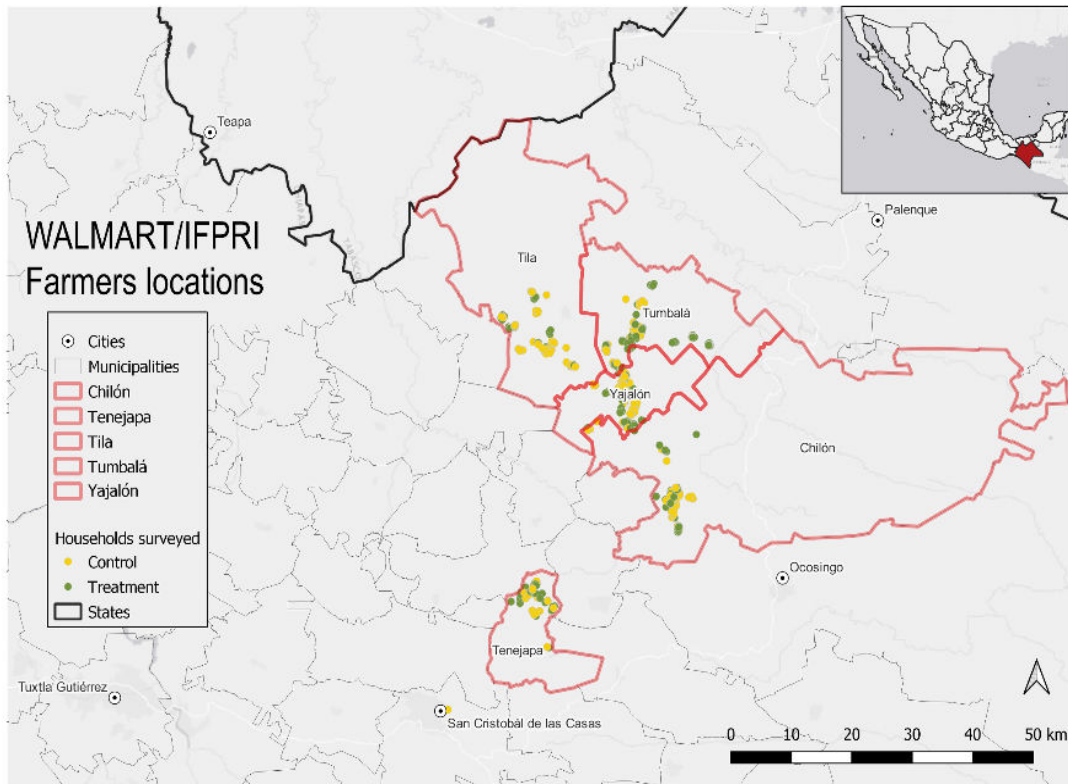 WALMART/IFPRI
Farmers locations
Cities
Municipalities
Chilón
Tenejapa
Tila
Tumbalá
Yajalón
Households surveyed
Control
Treatment
States
Teapa
Palenque
Tila
Tumbalá
Yajalón
Chilón
Ocosingo
Tenejapa
Tuxtla Gutiérrez
San Cristobál de las Casas
0 10 20 30 40 50 km